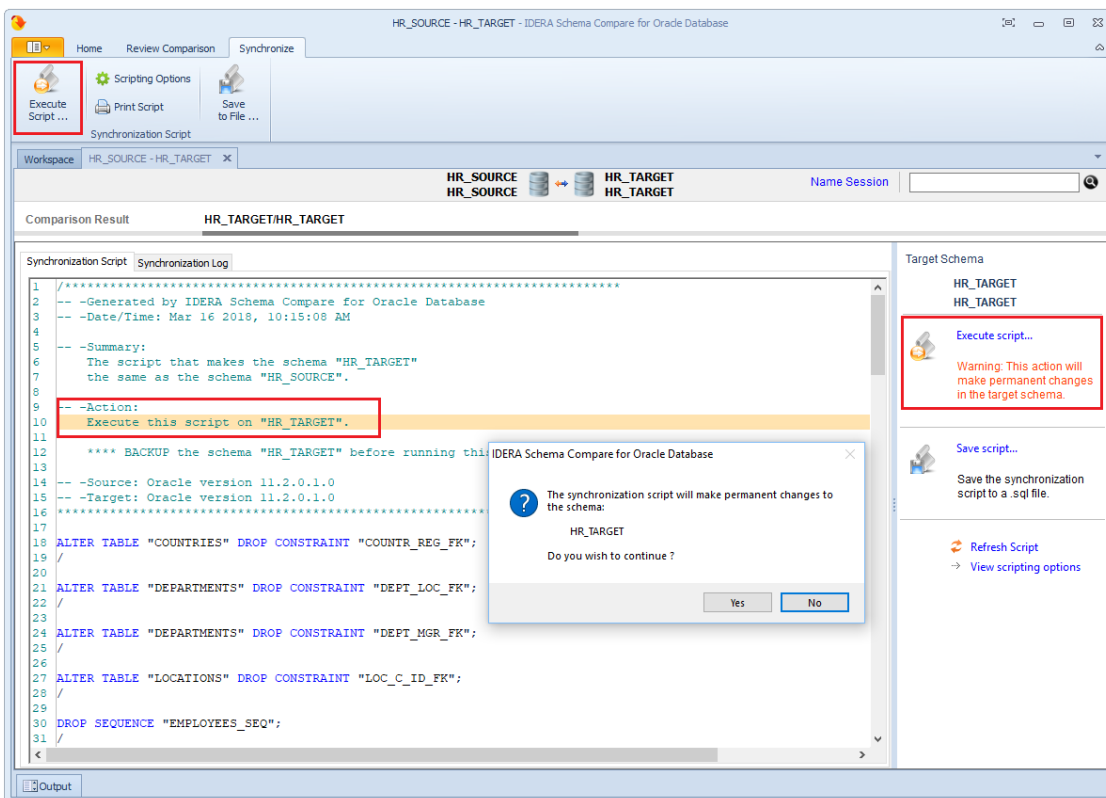 HR_SOURCE - HR_TARGET - IDERA Schema Compare for Oracle Database
Home Review Comparison Synchronize
Execute Script ...
Scripting Options
Print Script
Save to File ...
Synchronization Script
Workspace HR_SOURCE - HR_TARGET X
HR_SOURCE HR_TARGET
HR_SOURCE HR_TARGET
Name Session
Comparison Result HR_TARGET/HR_TARGET
Synchronization Script Synchronization Log
1 /**************************************************************************
2 -- -Generated by IDERA Schema Compare for Oracle Database
3 -- -Date/Time: Mar 16 2018, 10:15:08 AM
4
5 -- -Summary:
6 The script that makes the schema "HR_TARGET"
7 the same as the schema "HR_SOURCE".
8
9 -- -Action:
10 Execute this script on "HR_TARGET".
11
12 **** BACKUP the schema "HR_TARGET" before running this
13
14 -- -Source: Oracle version 11.2.0.1.0
15 -- -Target: Oracle version 11.2.0.1.0
16 **********************************************************
17
18 ALTER TABLE "COUNTRIES" DROP CONSTRAINT "COUNTR_REG_FK";
19 /
20
21 ALTER TABLE "DEPARTMENTS" DROP CONSTRAINT "DEPT_LOC_FK";
22 /
23
24 ALTER TABLE "DEPARTMENTS" DROP CONSTRAINT "DEPT_MGR_FK";
25 /
26
27 ALTER TABLE "LOCATIONS" DROP CONSTRAINT "LOC_C_ID_FK";
28 /
29
30 DROP SEQUENCE "EMPLOYEES_SEQ";
31 /
IDERA Schema Compare for Oracle Database
The synchronization script will make permanent changes to
the schema:
HR_TARGET
Do you wish to continue ?
Yes No
Target Schema
HR_TARGET
HR_TARGET
Execute script...
Warning: This action will
make permanent changes
in the target schema.
Save script...
Save the synchronization
script to a .sql file.
Refresh Script
View scripting options
Output